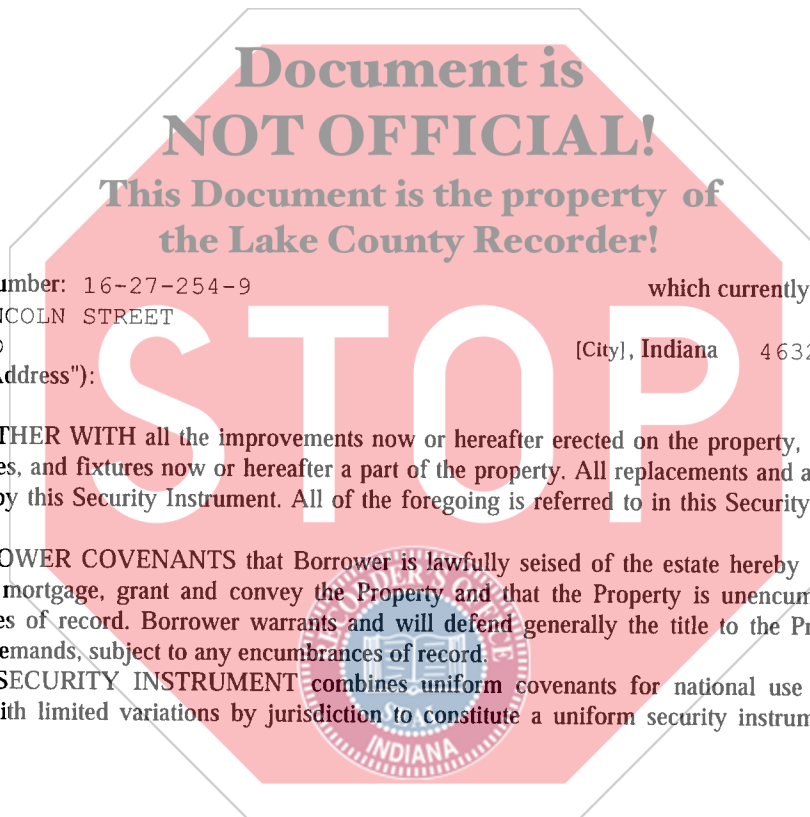 Document is
NOT OFFICIAL!
This Document is the property of
the Lake County Recorder!
umber: 16-27-254-9 which currently
NCOLN STREET
[City], Indiana 4632
Address"):
STOP
THER WITH all the improvements now or hereafter erected on the property,
es, and fixtures now or hereafter a part of the property. All replacements and a
by this Security Instrument. All of the foregoing is referred to in this Security
OWER COVENANTS that Borrower is lawfully seised of the estate hereby
mortgage, grant and convey the Property and that the Property is unencum
es of record. Borrower warrants and will defend generally the title to the Pr
emands, subject to any encumbrances of record.
SECURITY INSTRUMENT combines uniform covenants for national use
ith limited variations by jurisdiction to constitute a uniform security instrum
RECORDER'S OFFICE
SEAL
INDIANA